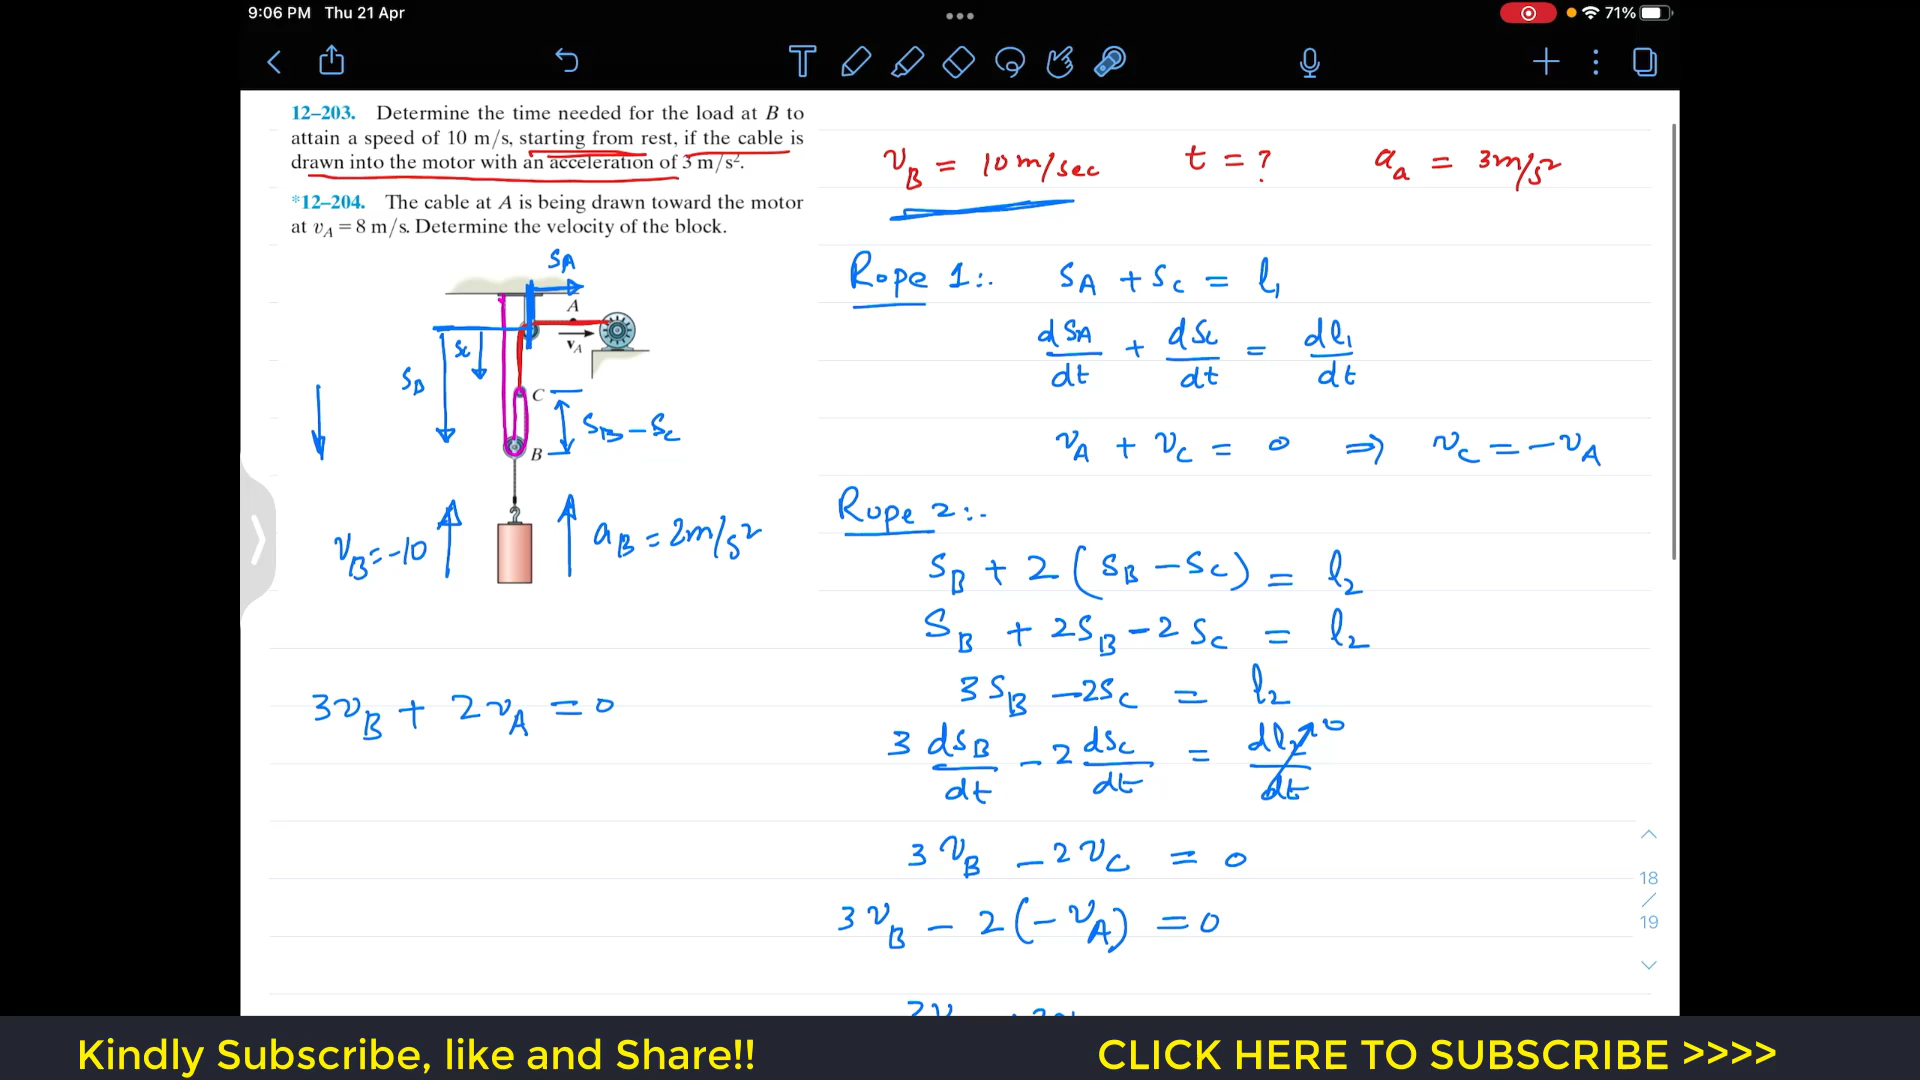 9:06 PM Thu 21 Apr
71%
12–203. Determine the time needed for the load at B to
attain a speed of 10 m/s, starting from rest, if the cable is
drawn into the motor with an acceleration of 3 m/s².
*12–204. The cable at A is being drawn toward the motor
at vA = 8 m/s. Determine the velocity of the block.
SA
A
vA
Sc
SB
C
SB - Sc
B
vB = -10
aB = 2m/s²
3vB + 2vA = 0
vB = 10 m/sec t = ? aa = 3m/s²
Rope 1:.
SA + Sc = l1
dSA/dt + dSc/dt = dl1/dt
vA + vc = 0 ⇒ vc = -vA
Rope 2:-
SB + 2(SB - Sc) = l2
SB + 2SB - 2Sc = l2
3SB - 2Sc = l2
3 dSB/dt - 2 dSc/dt = dl2/dt 0
3vB - 2vc = 0
3vB - 2(-vA) = 0
18
/
19
Kindly Subscribe, like and Share!!
CLICK HERE TO SUBSCRIBE >>>>